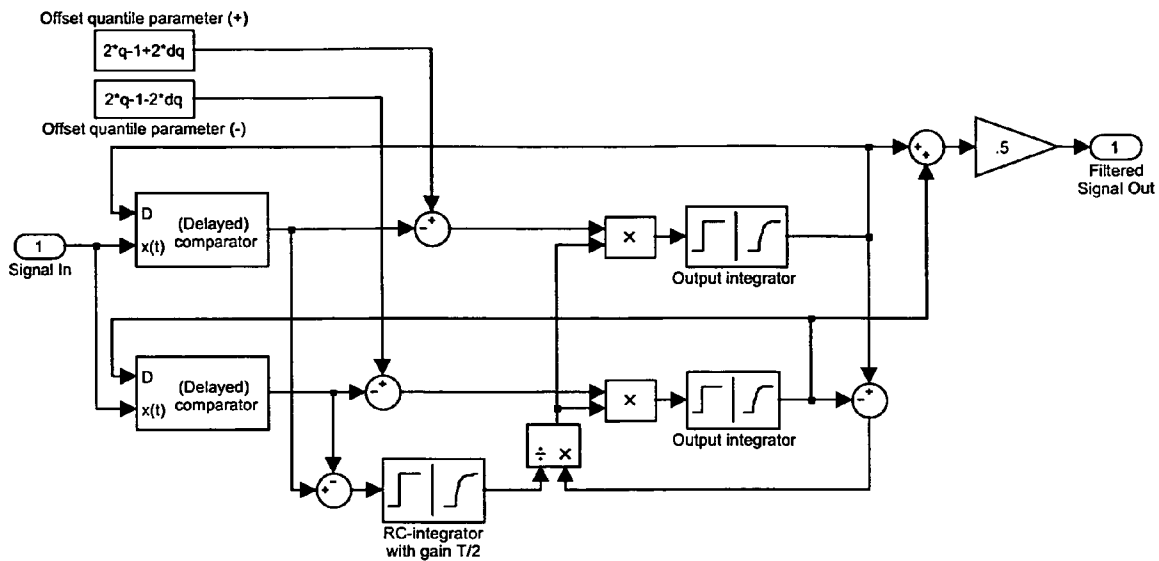 Offset quantile parameter (+)
2*q-1+2*dq
2*q-1-2*dq
Offset quantile parameter (-)
D
(Delayed)
comparator
x(t)
1
Signal In
- +
×
Output integrator
+
+
.5
1
Filtered
Signal Out
D
(Delayed)
comparator
x(t)
- +
×
Output integrator
- +
÷ ×
+ -
RC-integrator
with gain T/2